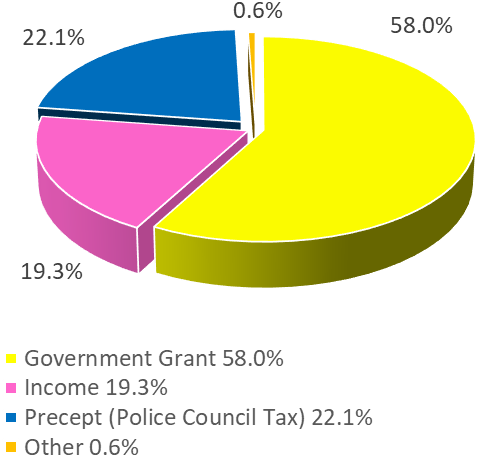 0.6%
58.0%
22.1%
19.3%
Government Grant 58.0%
Income 19.3%
Precept (Police Council Tax) 22.1%
Other 0.6%